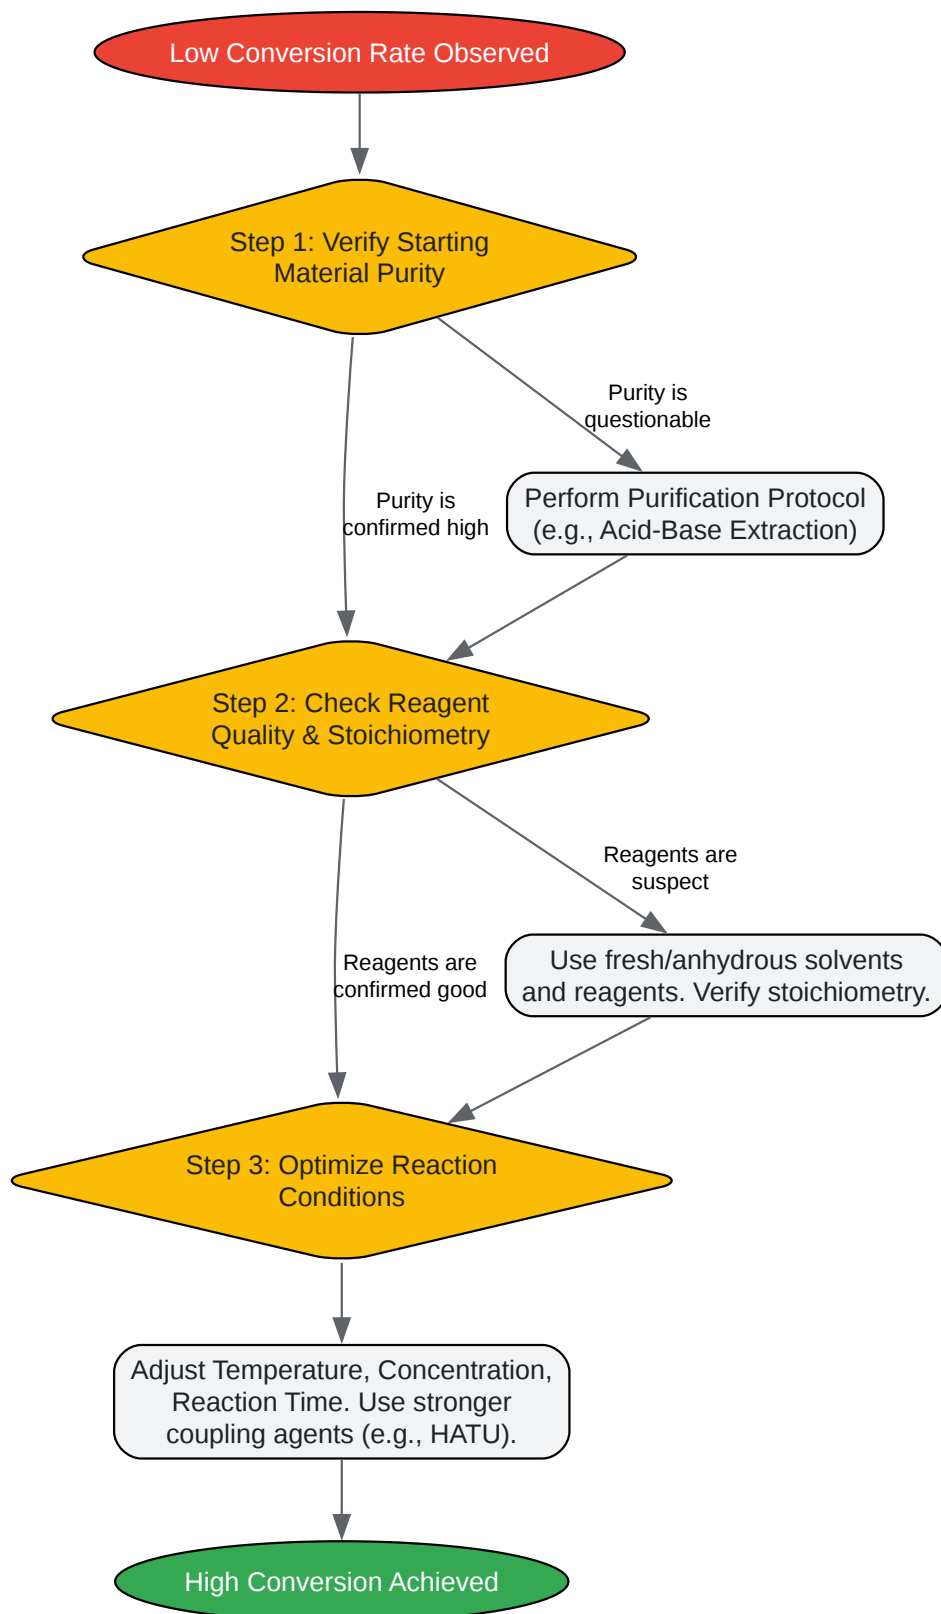 Low Conversion Rate Observed
Step 1: Verify Starting
Material Purity
Purity is
questionable
Purity is
confirmed high
Perform Purification Protocol
(e.g., Acid-Base Extraction)
Step 2: Check Reagent
Quality & Stoichiometry
Reagents are
suspect
Reagents are
confirmed good
Use fresh/anhydrous solvents
and reagents. Verify stoichiometry.
Step 3: Optimize Reaction
Conditions
Adjust Temperature, Concentration,
Reaction Time. Use stronger
coupling agents (e.g., HATU).
High Conversion Achieved